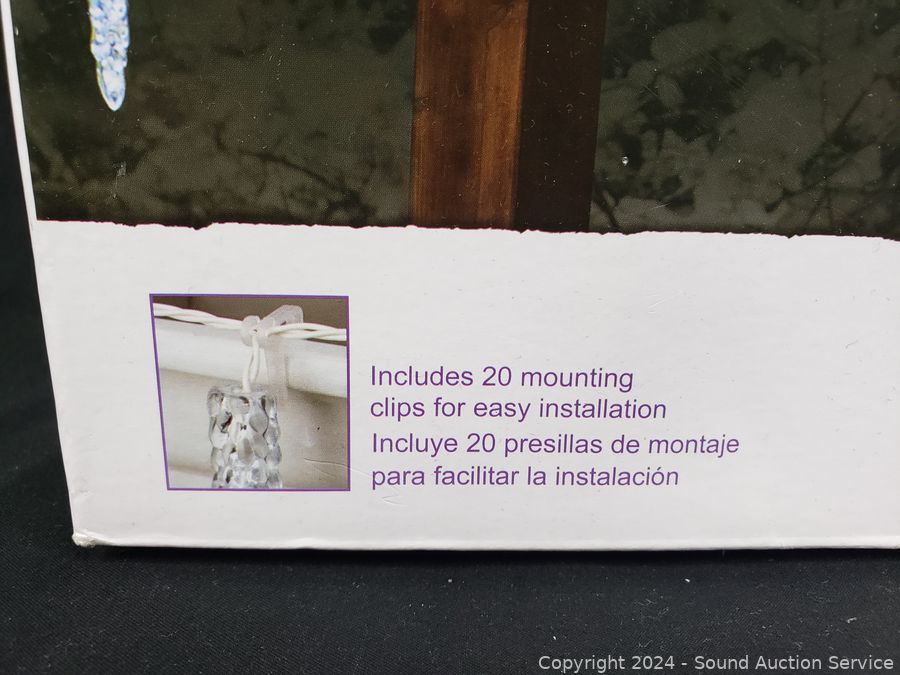 Includes 20 mounting
clips for easy installation
Incluye 20 presillas de montaje
para facilitar la instalación
Copyright 2024 - Sound Auction Service